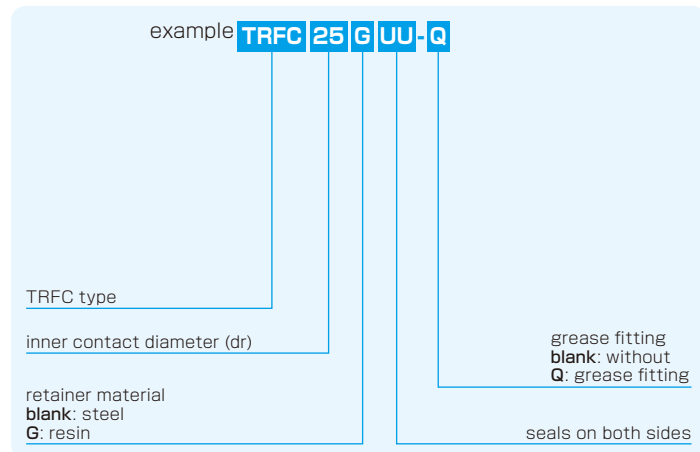 example TRFC 25 G UU-Q
TRFC type
inner contact diameter (dr)
retainer material
blank: steel
G: resin
grease fitting
blank: without
Q: grease fitting
seals on both sides